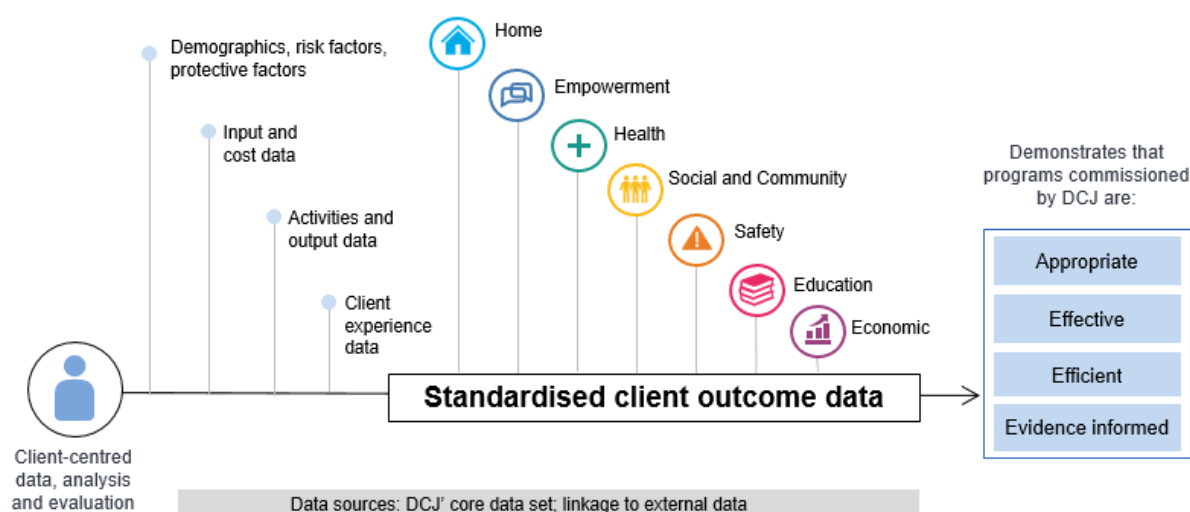 Demographics, risk factors,
protective factors
Input and
cost data
Activities and
output data
Client
experience
data
Home
Empowerment
Health
Social and Community
Safety
Education
Economic
Client-centred
data, analysis
and evaluation
Standardised client outcome data
Demonstrates that
programs commissioned
by DCJ are:
Appropriate
Effective
Efficient
Evidence informed
Data sources: DCJ' core data set; linkage to external data